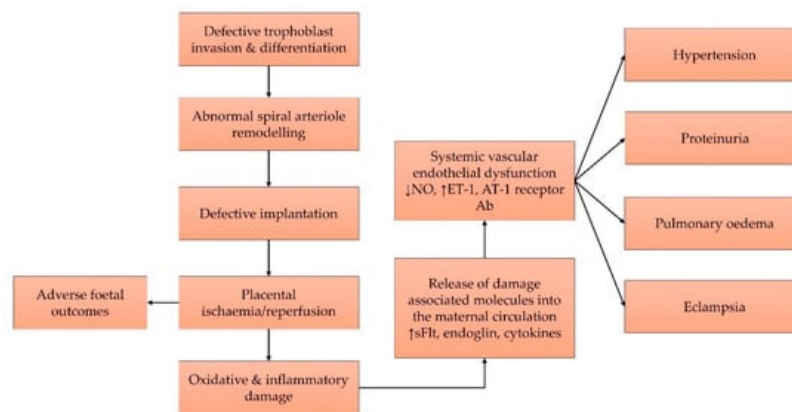 Defective trophoblast
invasion & differentiation
Abnormal spiral arteriole
remodelling
Defective implantation
Adverse foetal
outcomes
Placental
ischaemia/reperfusion
Oxidative & inflammatory
damage
Release of damage
associated molecules into
the maternal circulation
↑sFlt, endoglin, cytokines
Systemic vascular
endothelial dysfunction
↓NO, ↑ET-1, AT-1 receptor
Ab
Hypertension
Proteinuria
Pulmonary oedema
Eclampsia